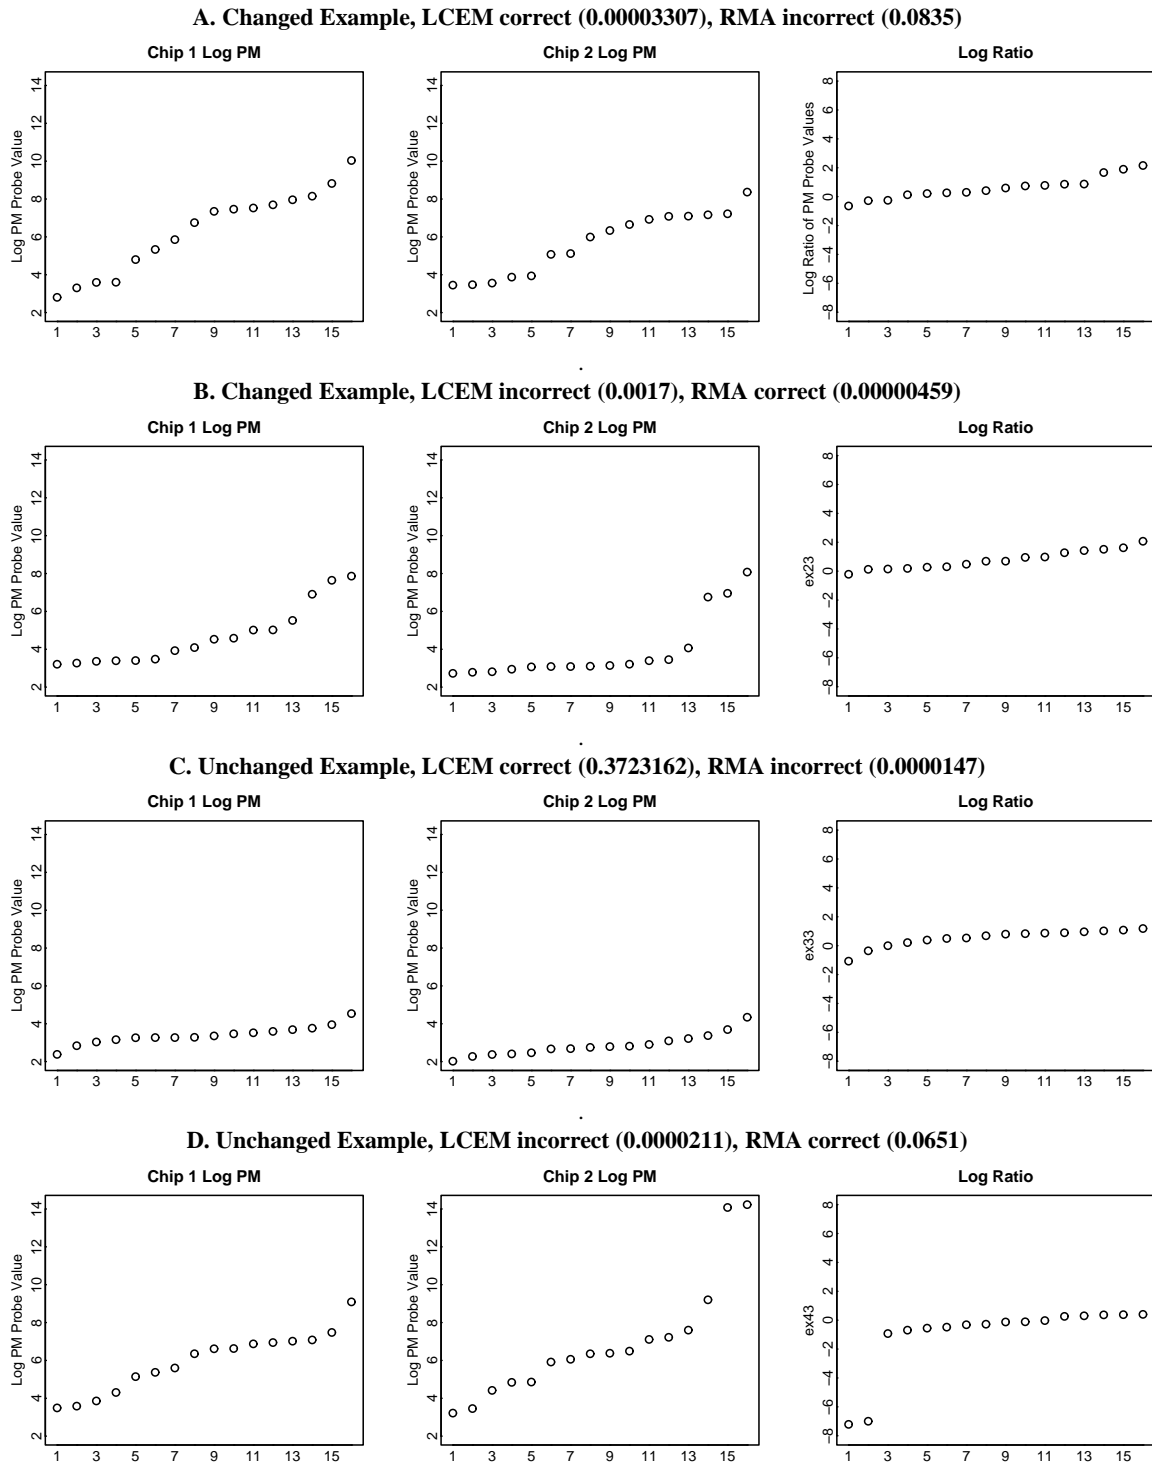 A. Changed Example, LCEM correct (0.00003307), RMA incorrect (0.0835)
Chip 1 Log PM
Chip 2 Log PM
Log Ratio
Log PM Probe Value
2 4 6 8 10 12 14
1 3 5 7 9 11 13 15
Log PM Probe Value
2 4 6 8 10 12 14
1 3 5 7 9 11 13 15
Log Ratio of PM Probe Values
−8 −6 −4 −2 0 2 4 6 8
1 3 5 7 9 11 13 15
.
B. Changed Example, LCEM incorrect (0.0017), RMA correct (0.00000459)
Chip 1 Log PM
Chip 2 Log PM
Log Ratio
Log PM Probe Value
2 4 6 8 10 12 14
1 3 5 7 9 11 13 15
Log PM Probe Value
2 4 6 8 10 12 14
1 3 5 7 9 11 13 15
ex23
−8 −6 −4 −2 0 2 4 6 8
1 3 5 7 9 11 13 15
.
C. Unchanged Example, LCEM correct (0.3723162), RMA incorrect (0.0000147)
Chip 1 Log PM
Chip 2 Log PM
Log Ratio
Log PM Probe Value
2 4 6 8 10 12 14
1 3 5 7 9 11 13 15
Log PM Probe Value
2 4 6 8 10 12 14
1 3 5 7 9 11 13 15
ex33
−8 −6 −4 −2 0 2 4 6 8
1 3 5 7 9 11 13 15
.
D. Unchanged Example, LCEM incorrect (0.0000211), RMA correct (0.0651)
Chip 1 Log PM
Chip 2 Log PM
Log Ratio
Log PM Probe Value
2 4 6 8 10 12 14
1 3 5 7 9 11 13 15
Log PM Probe Value
2 4 6 8 10 12 14
1 3 5 7 9 11 13 15
ex43
−8 −6 −4 −2 0 2 4 6 8
1 3 5 7 9 11 13 15